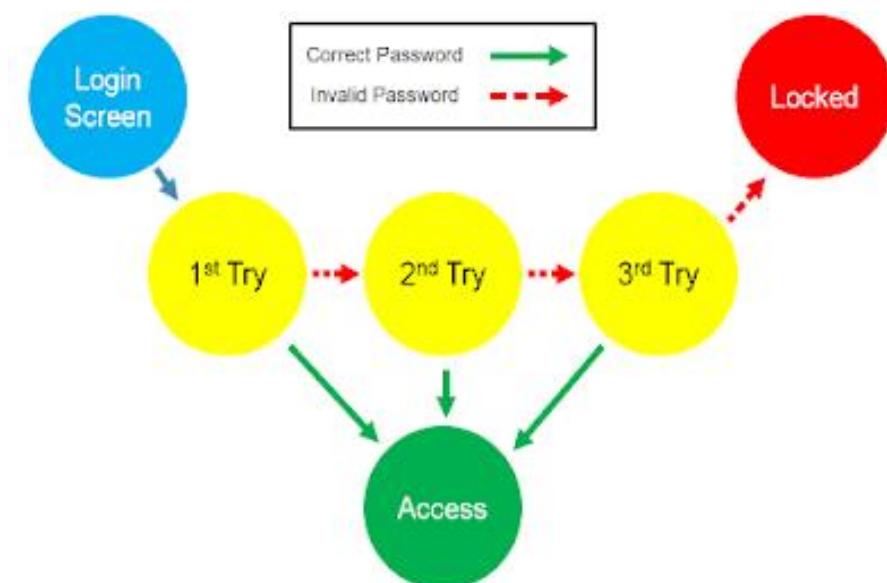 Login
Screen
Correct Password
Invalid Password
Locked
1st Try
2nd Try
3rd Try
Access